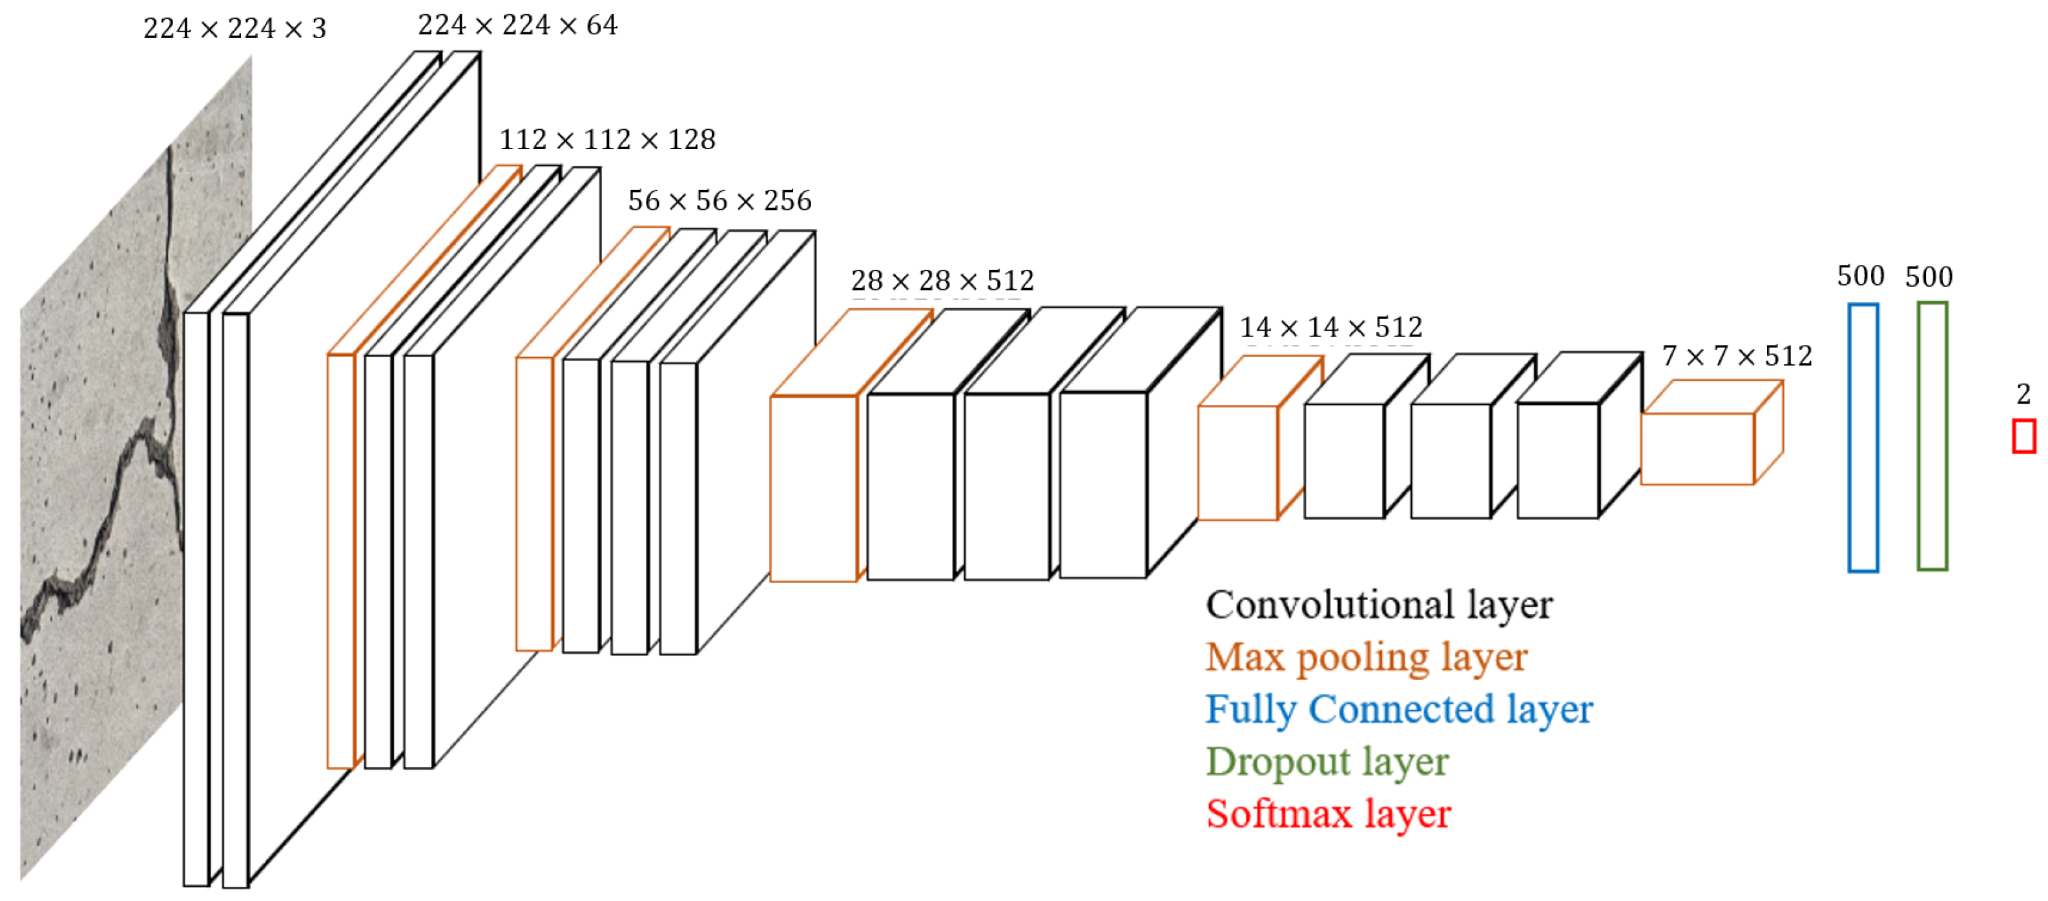 224 × 224 × 3
224 × 224 × 64
112 × 112 × 128
56 × 56 × 256
28 × 28 × 512
14 × 14 × 512
7 × 7 × 512
500
500
2
Convolutional layer
Max pooling layer
Fully Connected layer
Dropout layer
Softmax layer